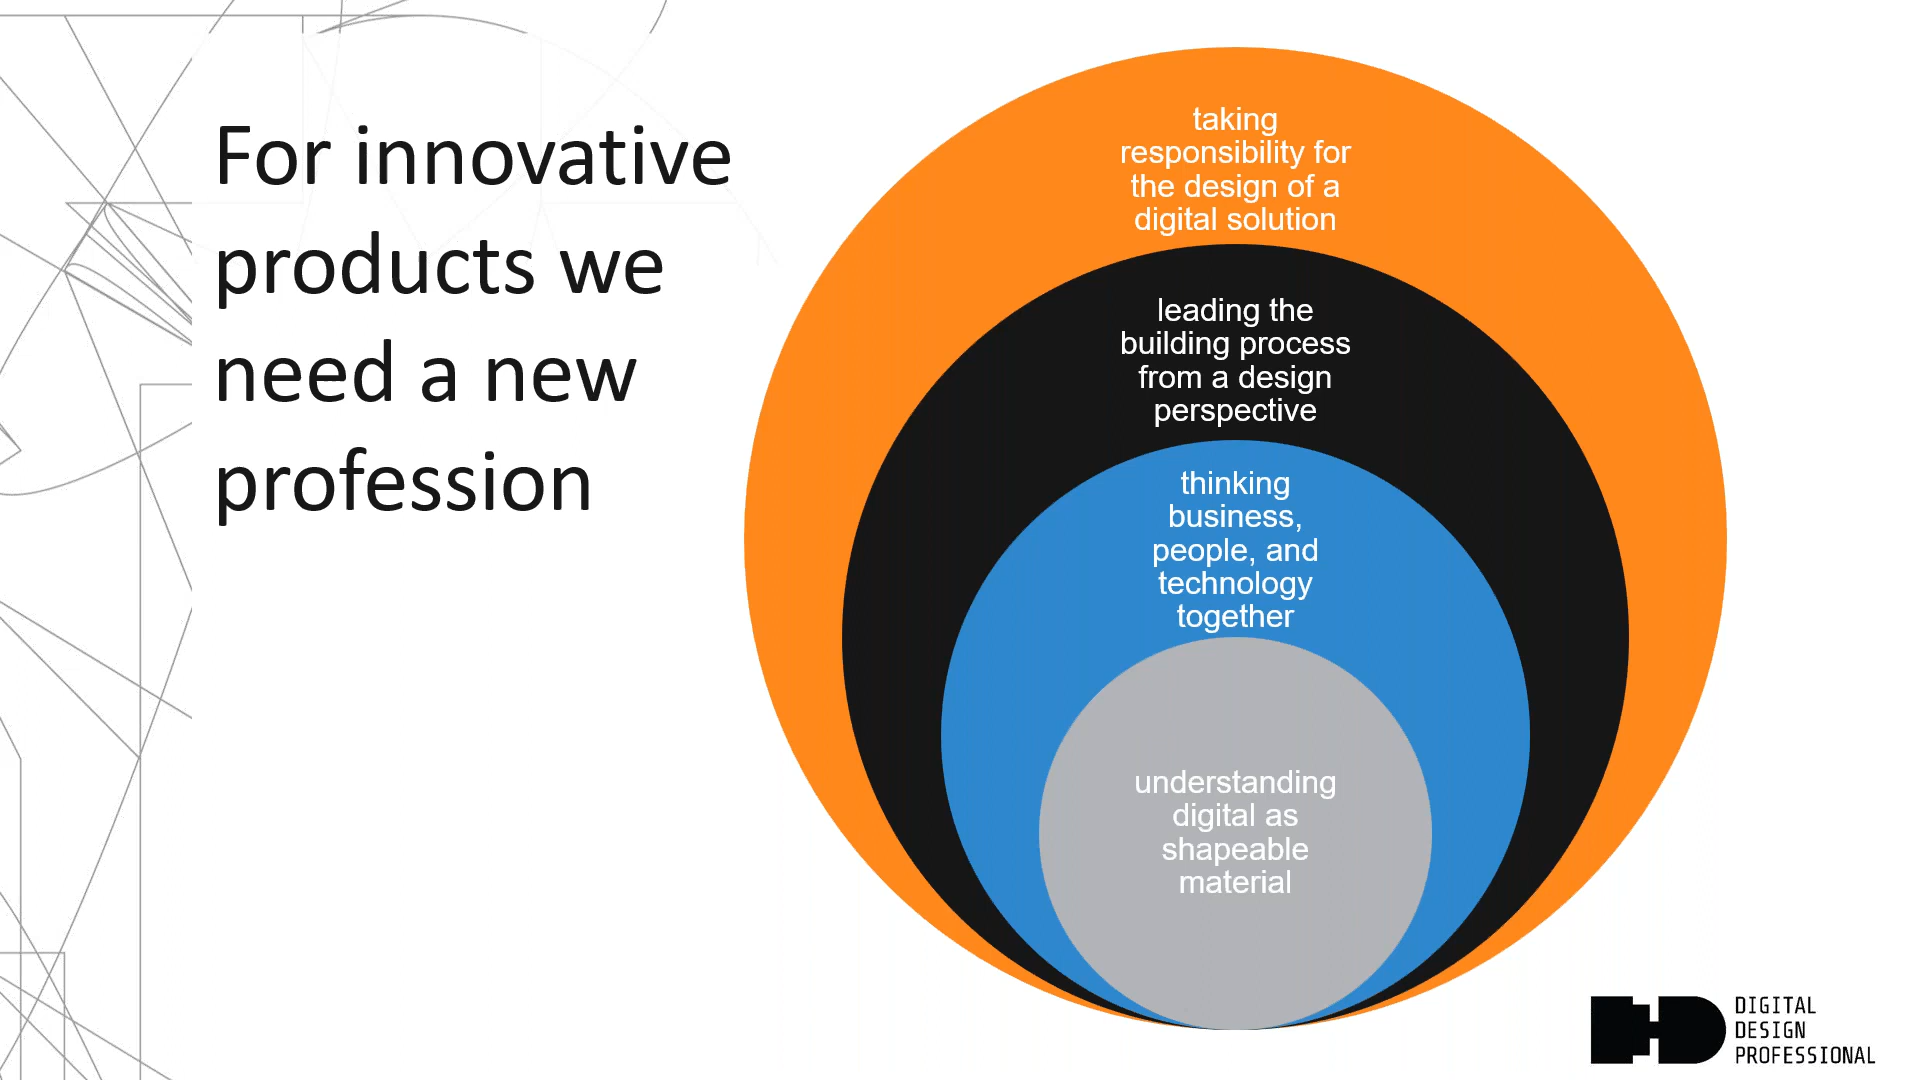 For innovative
products we
need a new
profession
taking
responsibility for
the design of a
digital solution
leading the
building process
from a design
perspective
thinking
business,
people, and
technology
together
understanding
digital as
shapeable
material
DIGITAL
DESIGN
PROFESSIONAL